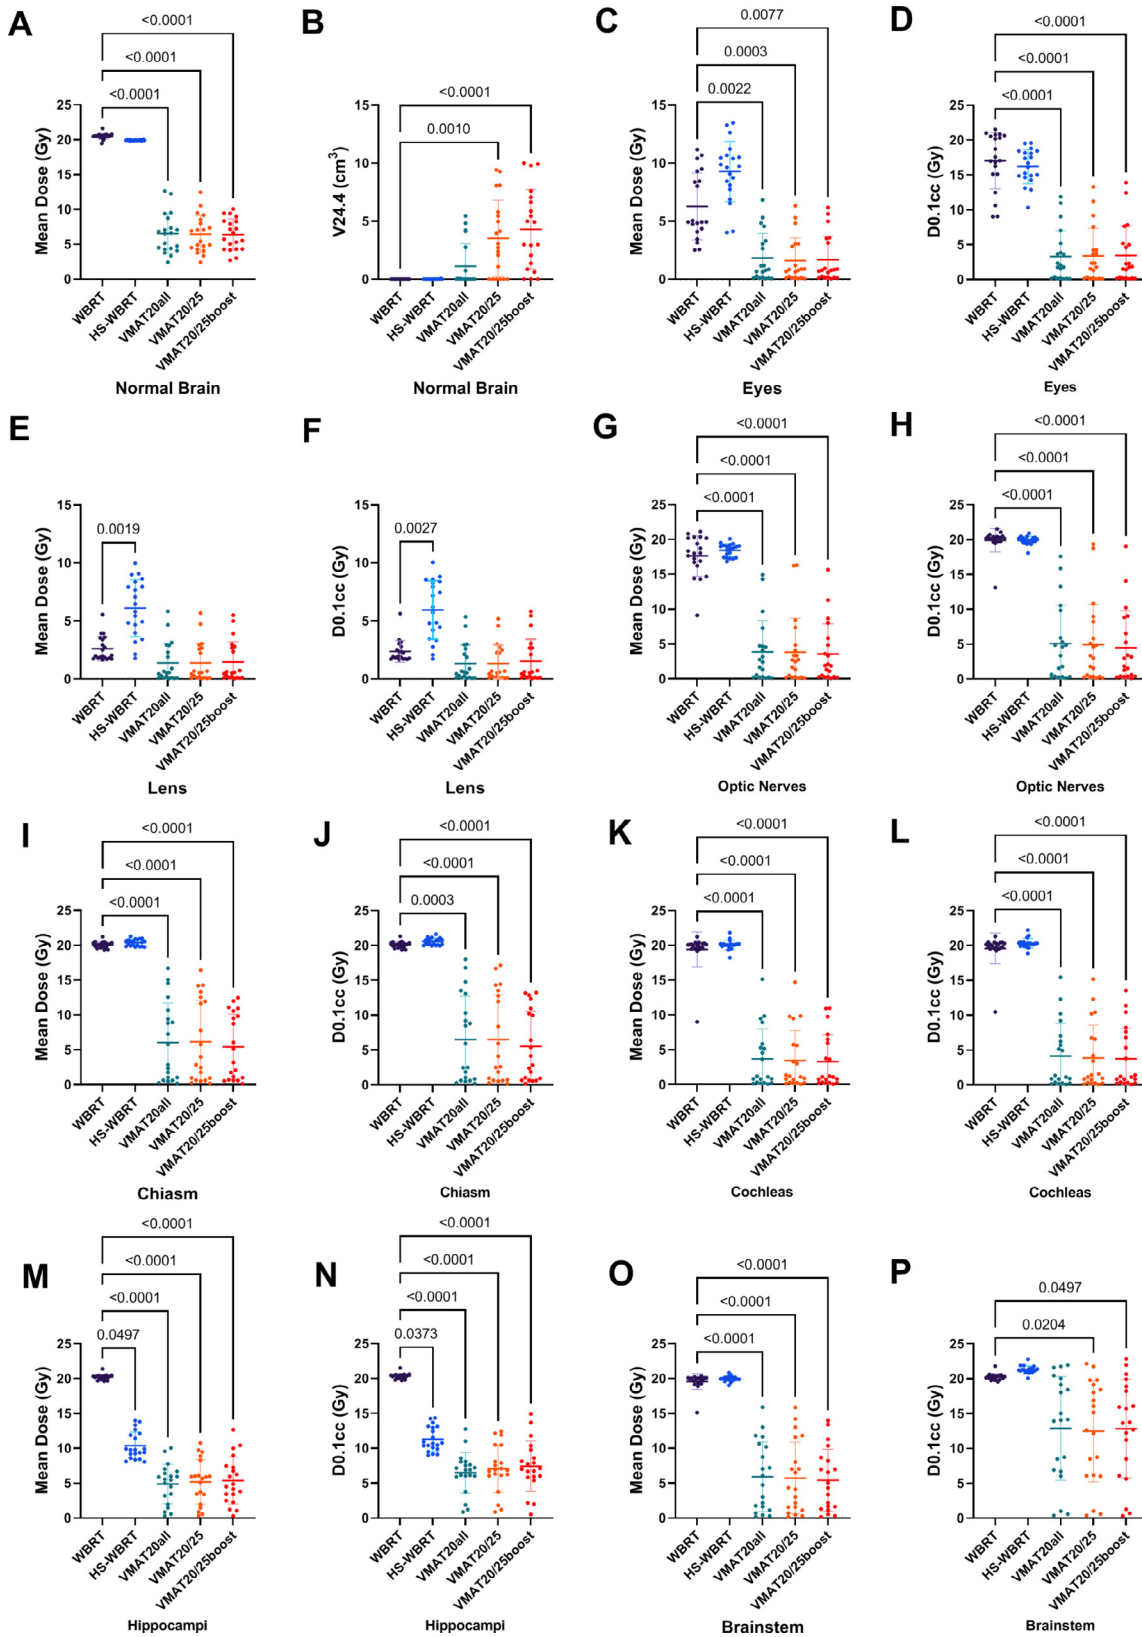 A
<0.0001
<0.0001
<0.0001
Mean Dose (Gy)
25
20
15
10
5
0
WBRT
HS-WBRT
VMAT20all
VMAT20/25
VMAT20/25boost
Normal Brain
B
<0.0001
0.0010
V24.4 (cm³)
15
10
5
0
WBRT
HS-WBRT
VMAT20all
VMAT20/25
VMAT20/25boost
Normal Brain
C
0.0077
0.0003
0.0022
Mean Dose (Gy)
15
10
5
0
WBRT
HS-WBRT
VMAT20all
VMAT20/25
VMAT20/25boost
Eyes
D
<0.0001
<0.0001
<0.0001
D0.1cc (Gy)
25
20
15
10
5
0
WBRT
HS-WBRT
VMAT20all
VMAT20/25
VMAT20/25boost
Eyes
E
0.0019
Mean Dose (Gy)
15
10
5
0
WBRT
HS-WBRT
VMAT20all
VMAT20/25
VMAT20/25boost
Lens
F
0.0027
D0.1cc (Gy)
15
10
5
0
WBRT
HS-WBRT
VMAT20all
VMAT20/25
VMAT20/25boost
Lens
G
<0.0001
<0.0001
<0.0001
Mean Dose (Gy)
25
20
15
10
5
0
WBRT
HS-WBRT
VMAT20all
VMAT20/25
VMAT20/25boost
Optic Nerves
H
<0.0001
<0.0001
<0.0001
D0.1cc (Gy)
25
20
15
10
5
0
WBRT
HS-WBRT
VMAT20all
VMAT20/25
VMAT20/25boost
Optic Nerves
I
<0.0001
<0.0001
<0.0001
Mean Dose (Gy)
25
20
15
10
5
0
WBRT
HS-WBRT
VMAT20all
VMAT20/25
VMAT20/25boost
Chiasm
J
<0.0001
<0.0001
0.0003
D0.1cc (Gy)
25
20
15
10
5
0
WBRT
HS-WBRT
VMAT20all
VMAT20/25
VMAT20/25boost
Chiasm
K
<0.0001
<0.0001
<0.0001
Mean Dose (Gy)
25
20
15
10
5
0
WBRT
HS-WBRT
VMAT20all
VMAT20/25
VMAT20/25boost
Cochleas
L
<0.0001
<0.0001
<0.0001
D0.1cc (Gy)
25
20
15
10
5
0
WBRT
HS-WBRT
VMAT20all
VMAT20/25
VMAT20/25boost
Cochleas
M
<0.0001
<0.0001
<0.0001
0.0497
Mean Dose (Gy)
25
20
15
10
5
0
WBRT
HS-WBRT
VMAT20all
VMAT20/25
VMAT20/25boost
Hippocampi
N
<0.0001
<0.0001
<0.0001
0.0373
D0.1cc (Gy)
25
20
15
10
5
0
WBRT
HS-WBRT
VMAT20all
VMAT20/25
VMAT20/25boost
Hippocampi
O
<0.0001
<0.0001
<0.0001
Mean Dose (Gy)
25
20
15
10
5
0
WBRT
HS-WBRT
VMAT20all
VMAT20/25
VMAT20/25boost
Brainstem
P
0.0497
0.0204
D0.1cc (Gy)
25
20
15
10
5
0
WBRT
HS-WBRT
VMAT20all
VMAT20/25
VMAT20/25boost
Brainstem